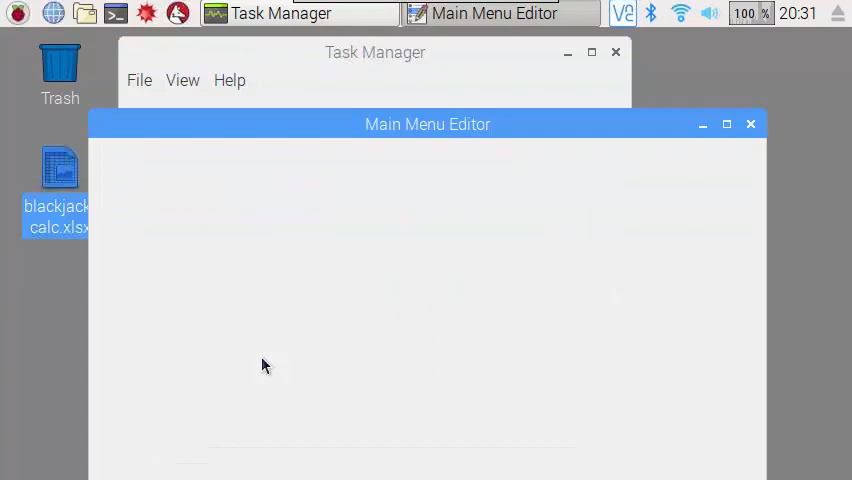 Task Manager
Main Menu Editor
100 %
20:31
Task Manager
File View Help
Trash
Main Menu Editor
blackjack
calc.xlsx